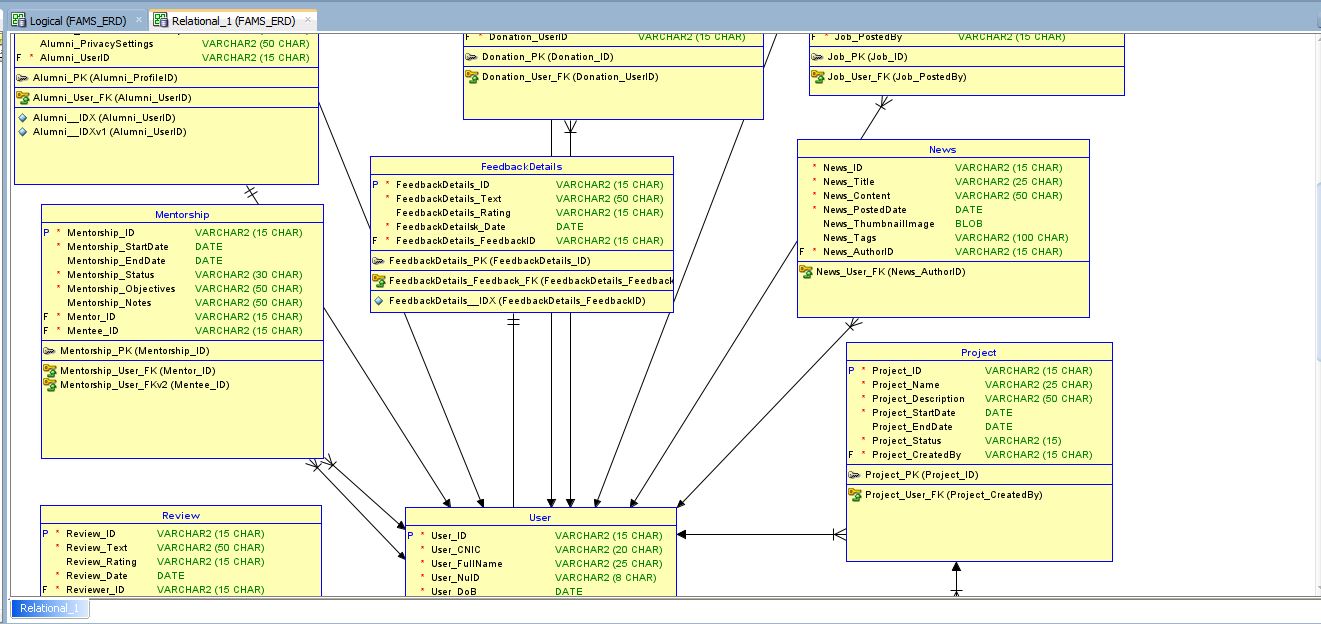 Logical (FAMS_ERD) Relational_1 (FAMS_ERD)
Alumni_PrivacySettings VARCHAR2 (50 CHAR)
F * Alumni_UserID VARCHAR2 (15 CHAR)
Alumni_PK (Alumni_ProfileID)
Alumni_User_FK (Alumni_UserID)
Alumni__IDX (Alumni_UserID)
Alumni__IDXv1 (Alumni_UserID)
F * Donation_UserID VARCHAR2 (15 CHAR)
Donation_PK (Donation_ID)
Donation_User_FK (Donation_UserID)
F * Job_PostedBy VARCHAR2 (15 CHAR)
Job_PK (Job_ID)
Job_User_FK (Job_PostedBy)
FeedbackDetails
P * FeedbackDetails_ID VARCHAR2 (15 CHAR)
* FeedbackDetails_Text VARCHAR2 (50 CHAR)
FeedbackDetails_Rating VARCHAR2 (15 CHAR)
* FeedbackDetailsk_Date DATE
F * FeedbackDetails_FeedbackID VARCHAR2 (15 CHAR)
FeedbackDetails_PK (FeedbackDetails_ID)
FeedbackDetails_Feedback_FK (FeedbackDetails_Feedback
FeedbackDetails__IDX (FeedbackDetails_FeedbackID)
News
* News_ID VARCHAR2 (15 CHAR)
* News_Title VARCHAR2 (25 CHAR)
* News_Content VARCHAR2 (50 CHAR)
* News_PostedDate DATE
News_ThumbnailImage BLOB
News_Tags VARCHAR2 (100 CHAR)
F * News_AuthorID VARCHAR2 (15 CHAR)
News_User_FK (News_AuthorID)
Mentorship
P * Mentorship_ID VARCHAR2 (15 CHAR)
* Mentorship_StartDate DATE
Mentorship_EndDate DATE
* Mentorship_Status VARCHAR2 (30 CHAR)
* Mentorship_Objectives VARCHAR2 (50 CHAR)
Mentorship_Notes VARCHAR2 (50 CHAR)
F * Mentor_ID VARCHAR2 (15 CHAR)
F * Mentee_ID VARCHAR2 (15 CHAR)
Mentorship_PK (Mentorship_ID)
Mentorship_User_FK (Mentor_ID)
Mentorship_User_FKv2 (Mentee_ID)
Project
P * Project_ID VARCHAR2 (15 CHAR)
* Project_Name VARCHAR2 (25 CHAR)
* Project_Description VARCHAR2 (50 CHAR)
* Project_StartDate DATE
Project_EndDate DATE
* Project_Status VARCHAR2 (15)
F * Project_CreatedBy VARCHAR2 (15 CHAR)
Project_PK (Project_ID)
Project_User_FK (Project_CreatedBy)
Review
P * Review_ID VARCHAR2 (15 CHAR)
* Review_Text VARCHAR2 (50 CHAR)
Review_Rating VARCHAR2 (15 CHAR)
* Review_Date DATE
F * Reviewer_ID VARCHAR2 (15 CHAR)
User
P * User_ID VARCHAR2 (15 CHAR)
* User_CNIC VARCHAR2 (20 CHAR)
* User_FullName VARCHAR2 (25 CHAR)
* User_NuID VARCHAR2 (8 CHAR)
* User_DoB DATE
Relational_1